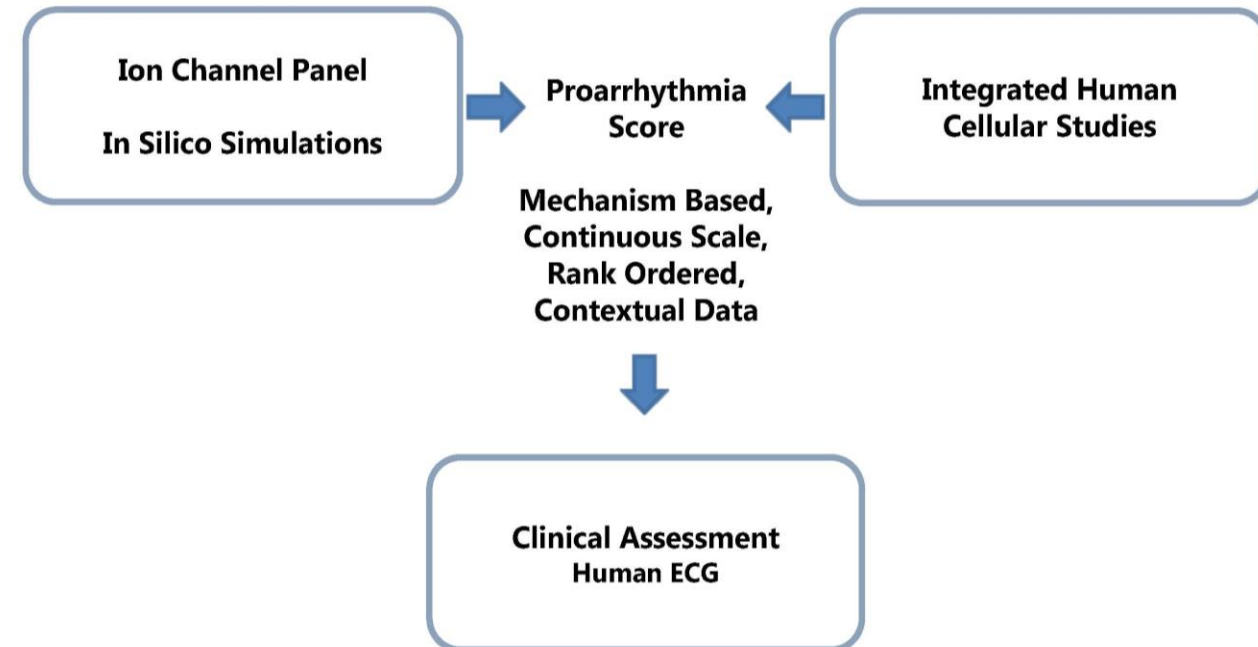 Ion Channel Panel
In Silico Simulations
Proarrhythmia
Score
Mechanism Based,
Continuous Scale,
Rank Ordered,
Contextual Data
Integrated Human
Cellular Studies
Clinical Assessment
Human ECG